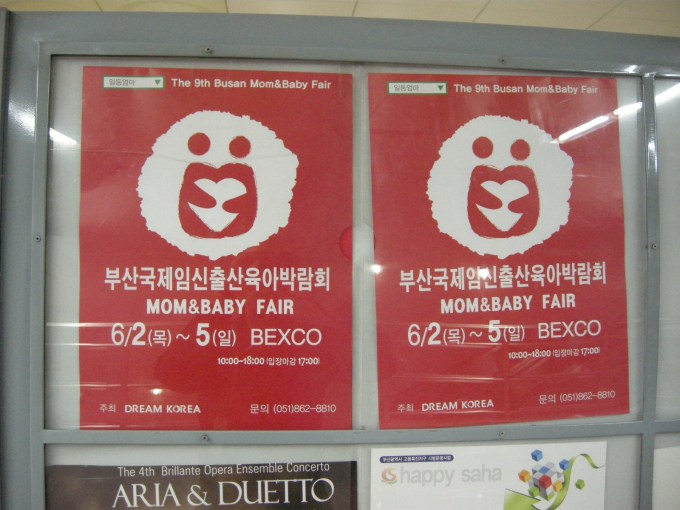 일등엄마
The 9th Busan Mom&Baby Fair
부산국제임신출산육아박람회
MOM&BABY FAIR
6/2(목)~5(일) BEXCO
10:00~18:00 (입장마감 17:00)
주최 DREAM KOREA
문의 (051)862-8810
일등엄마
The 9th Busan Mom&Baby Fair
부산국제임신출산육아박람회
MOM&BABY FAIR
6/2(목)~5(일) BEXCO
10:00~18:00 (입장마감 17:00)
주최 DREAM KOREA
문의 (051)862-8810
The 4th Brillante Opera Ensemble Concerto
ARIA & DUETTO
happy saha